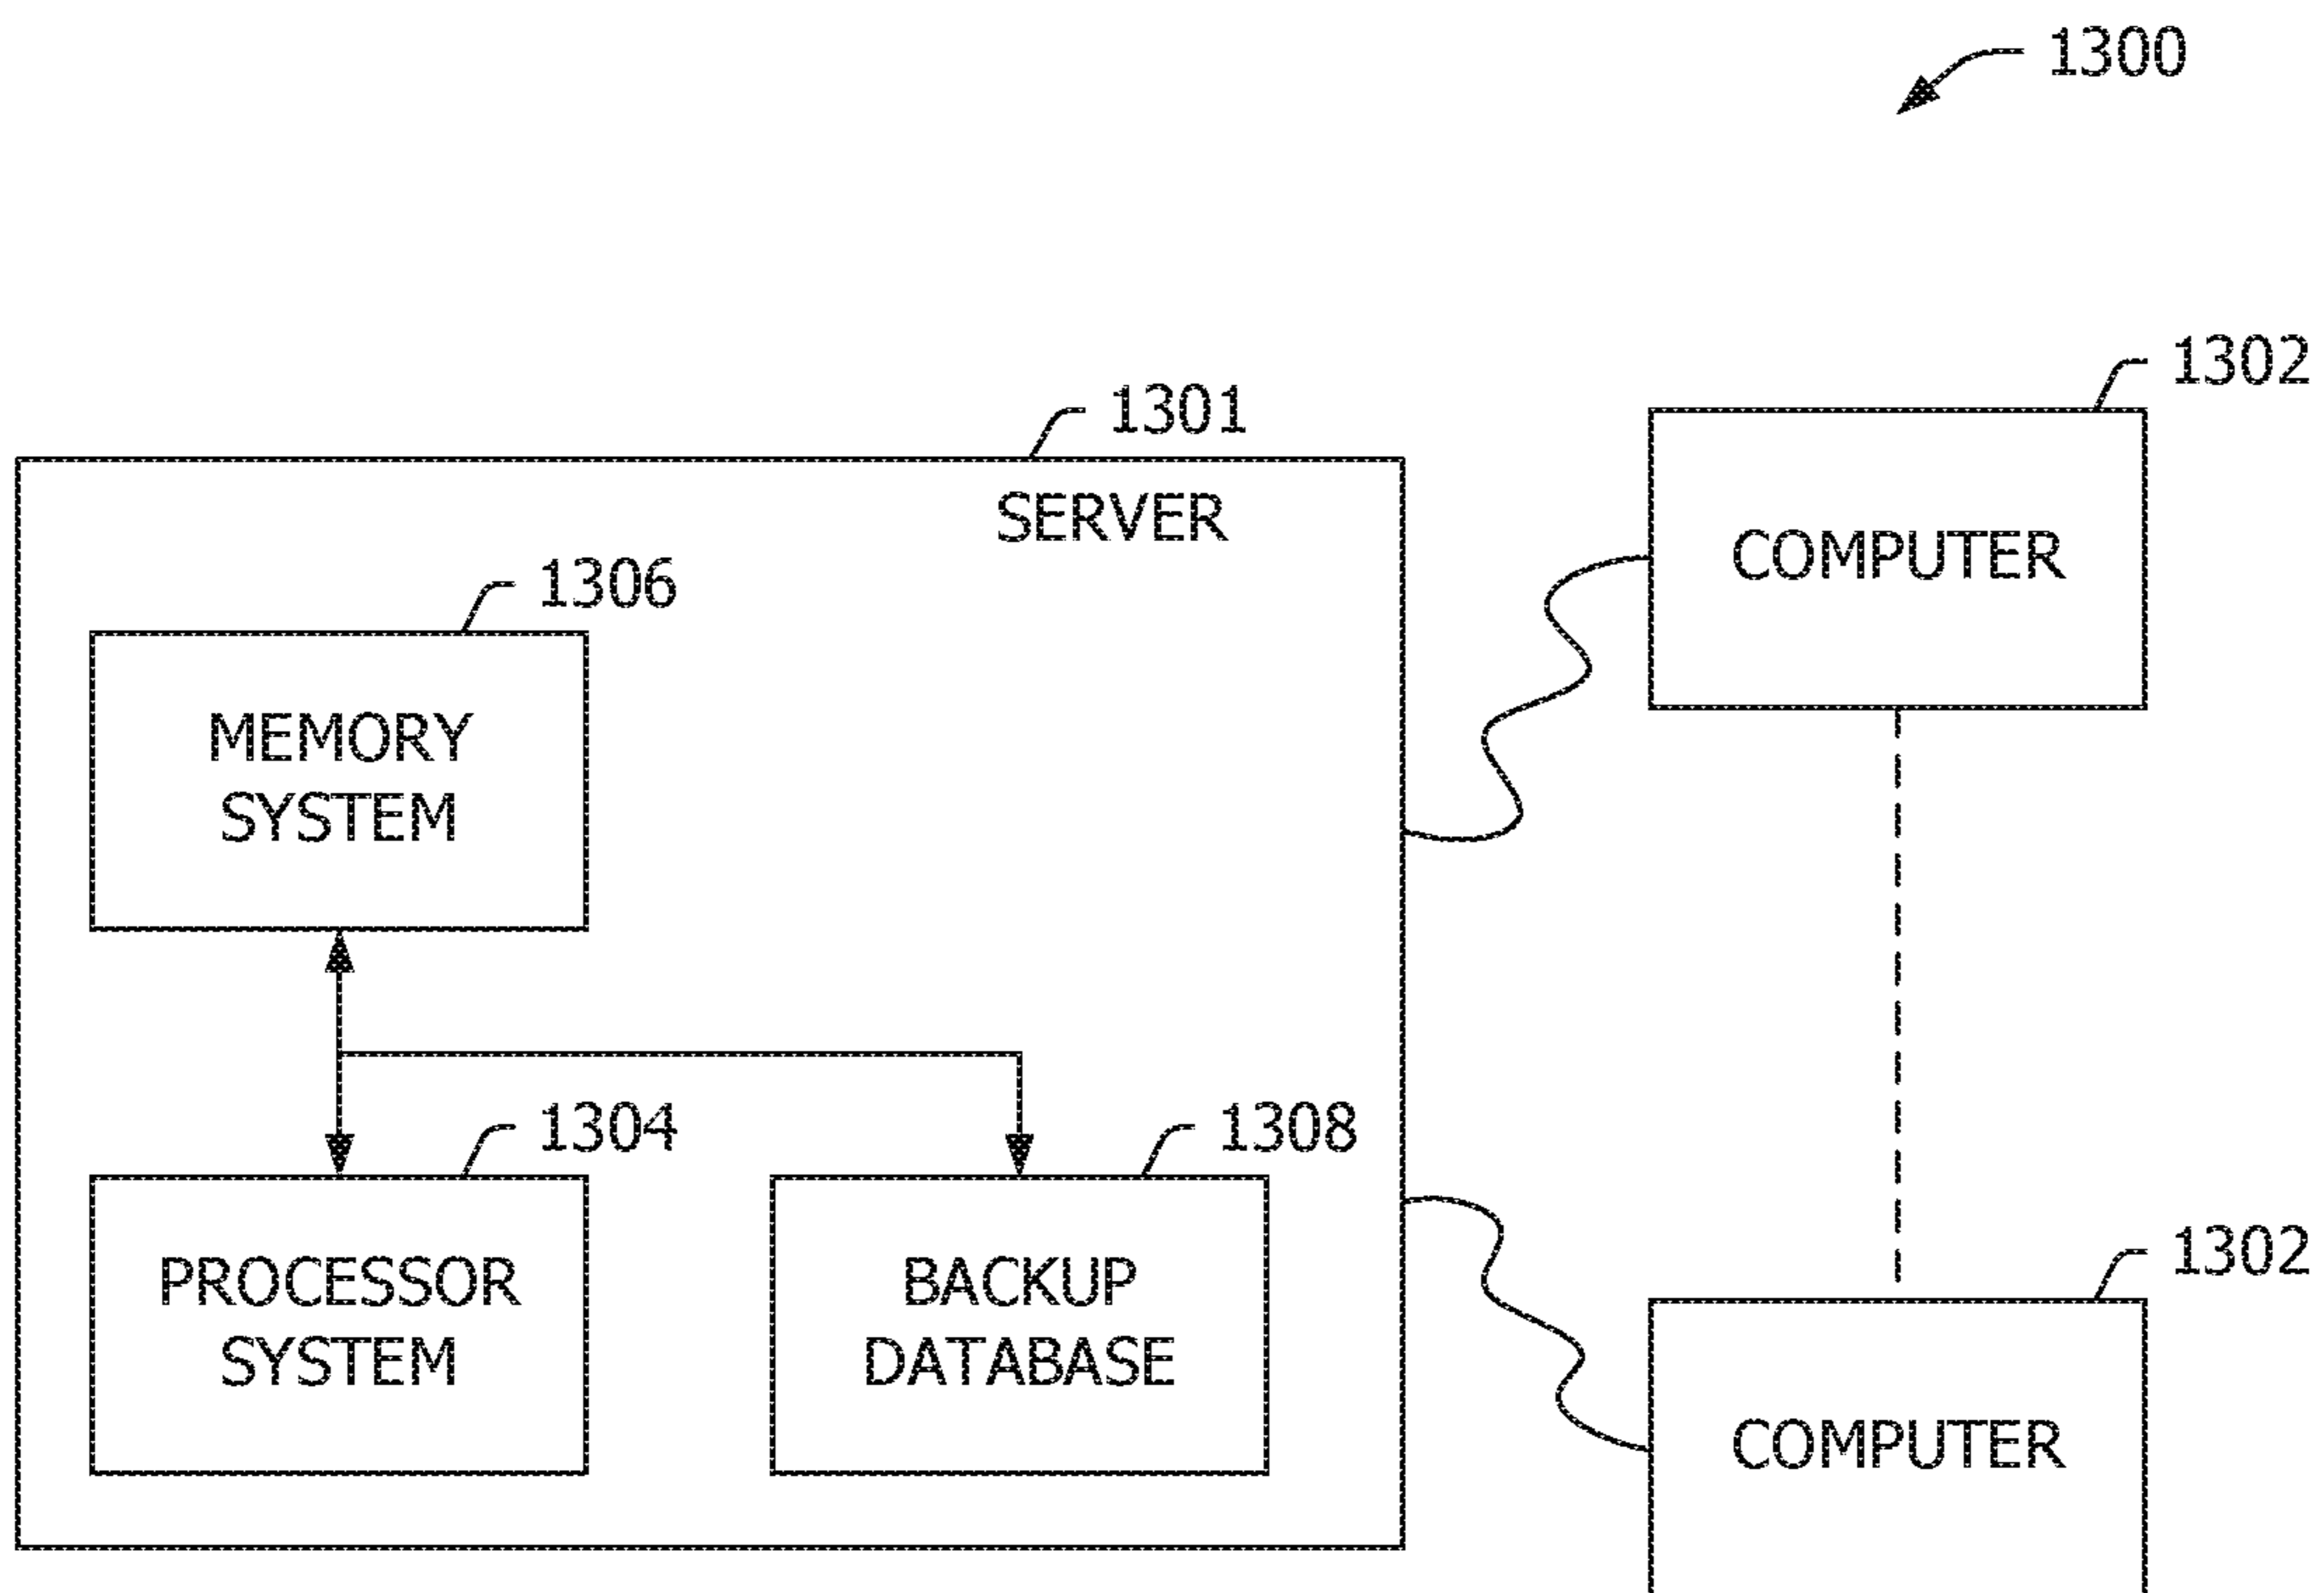 1300
1302
1301
SERVER
COMPUTER
1306
MEMORY
SYSTEM
1304
1308
PROCESSOR
SYSTEM
BACKUP
DATABASE
1302
COMPUTER